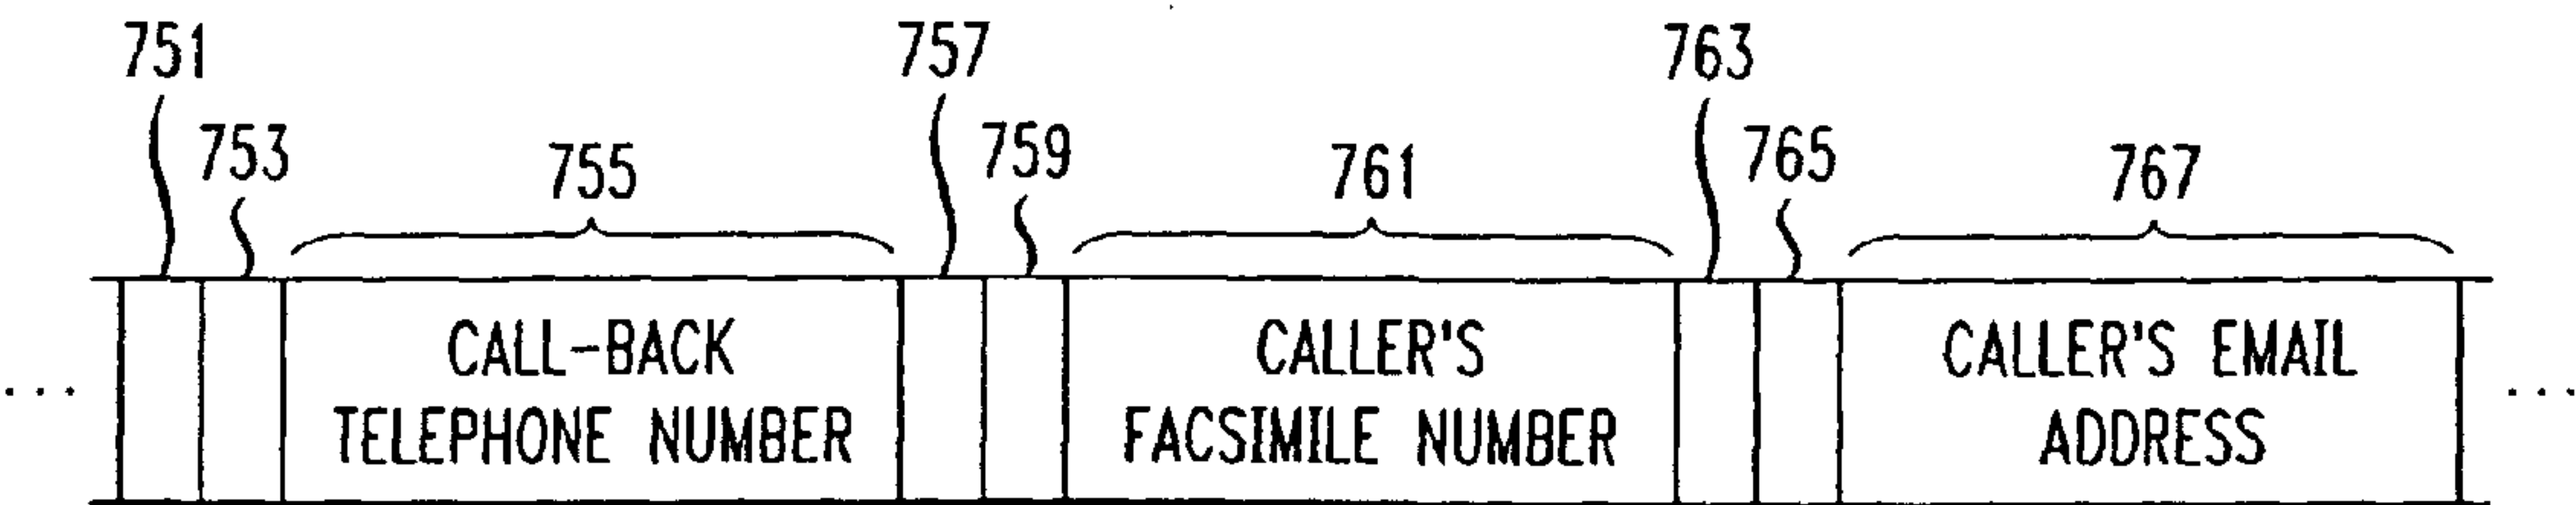 751 757 763
753 759 765
755 761 767
CALL-BACK CALLER'S CALLER'S EMAIL
TELEPHONE NUMBER FACSIMILE NUMBER ADDRESS
... ...